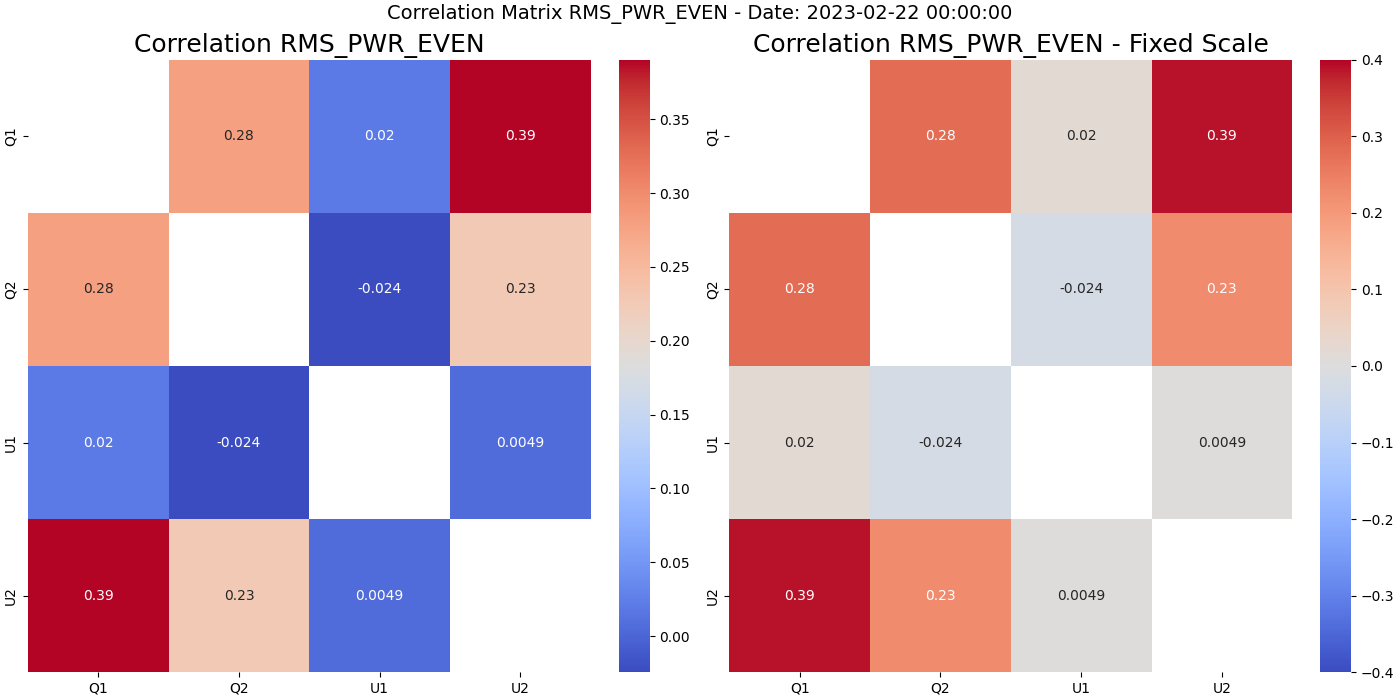 Correlation Matrix RMS_PWR_EVEN - Date: 2023-02-22 00:00:00
Correlation RMS_PWR_EVEN
Q1
0.28
0.02
0.39
Q2
0.28
-0.024
0.23
U1
0.02
-0.024
0.0049
U2
0.39
0.23
0.0049
Q1
Q2
U1
U2
0.35
0.30
0.25
0.20
0.15
0.10
0.05
0.00
Correlation RMS_PWR_EVEN - Fixed Scale
Q1
0.28
0.02
0.39
Q2
0.28
-0.024
0.23
U1
0.02
-0.024
0.0049
U2
0.39
0.23
0.0049
Q1
Q2
U1
U2
0.4
0.3
0.2
0.1
0.0
−0.1
−0.2
−0.3
−0.4